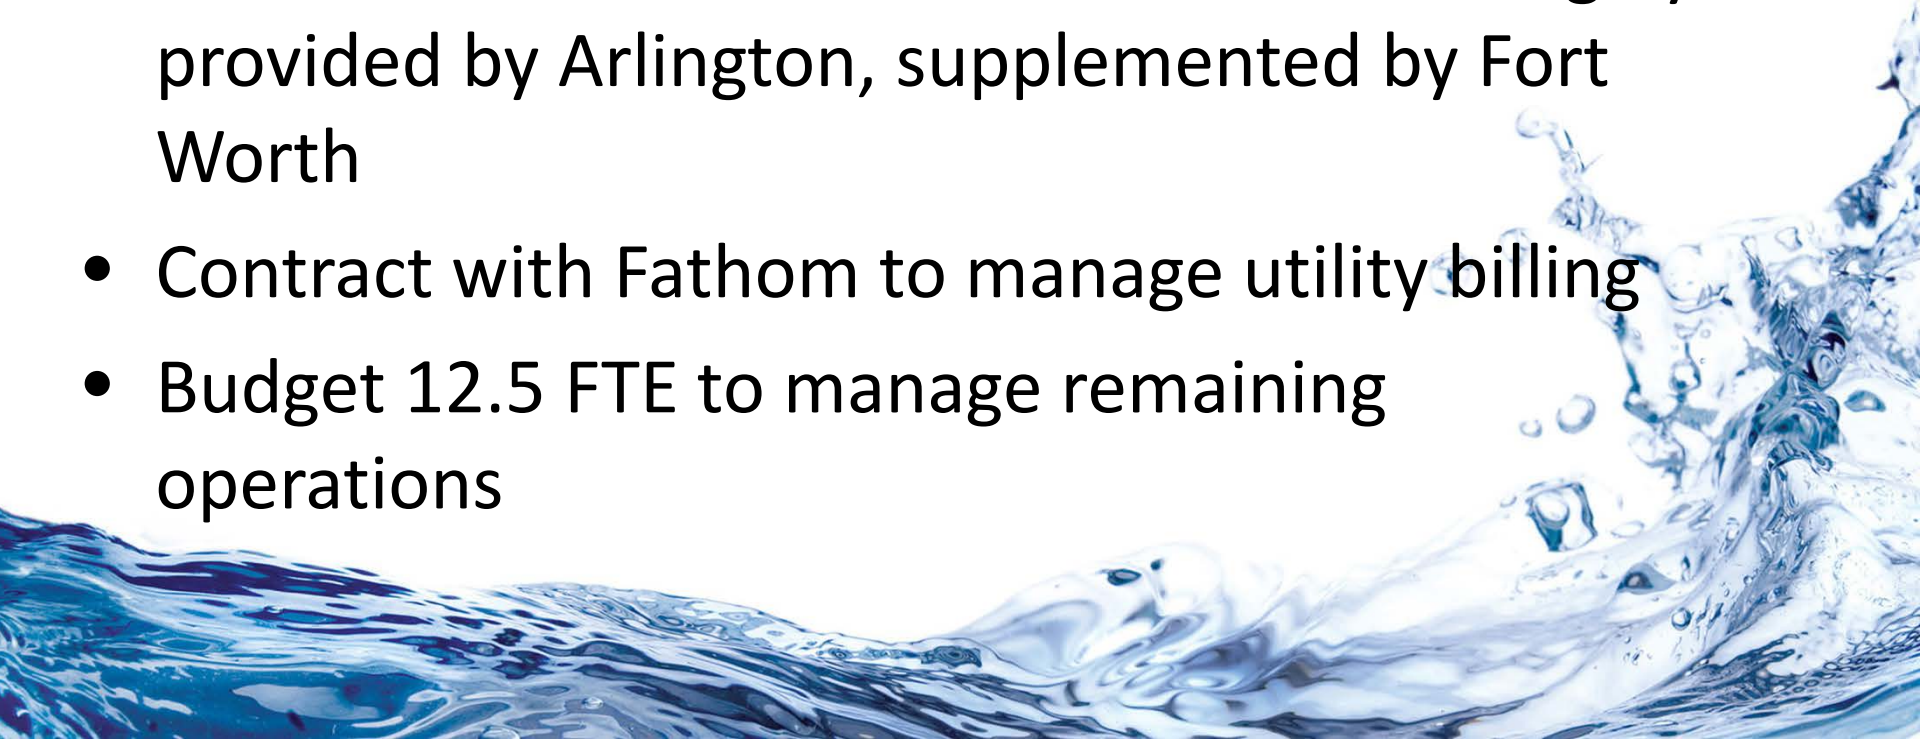 provided by Arlington, supplemented by Fort
Worth
• Contract with Fathom to manage utility billing
• Budget 12.5 FTE to manage remaining
operations